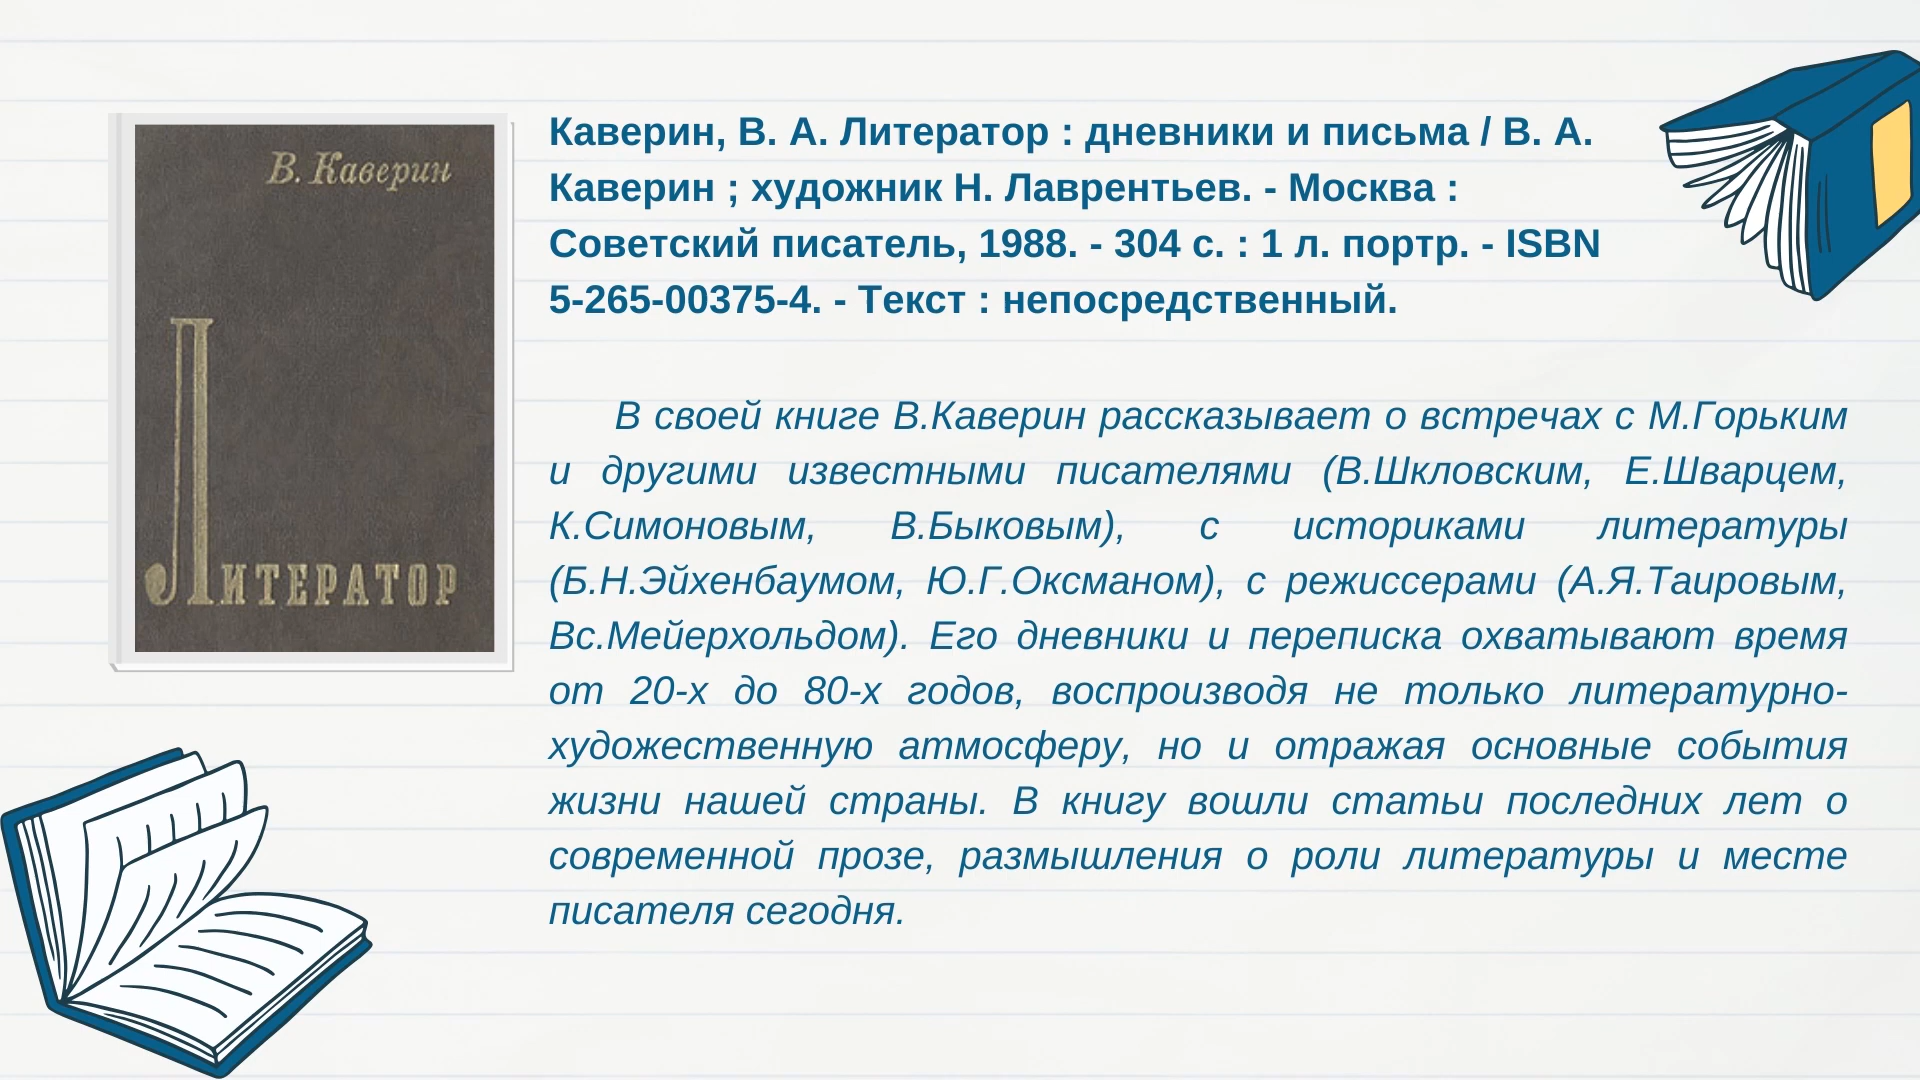 В. Каверин
Литератор
Каверин, В. А. Литератор : дневники и письма / В. А.
Каверин ; художник Н. Лаврентьев. - Москва :
Советский писатель, 1988. - 304 с. : 1 л. портр. - ISBN
5-265-00375-4. - Текст : непосредственный.
В своей книге В.Каверин рассказывает о встречах с М.Горьким
и другими известными писателями (В.Шкловским, Е.Шварцем,
К.Симоновым, В.Быковым), с историками литературы
(Б.Н.Эйхенбаумом, Ю.Г.Оксманом), с режиссерами (А.Я.Таировым,
Вс.Мейерхольдом). Его дневники и переписка охватывают время
от 20-х до 80-х годов, воспроизводя не только литературно-
художественную атмосферу, но и отражая основные события
жизни нашей страны. В книгу вошли статьи последних лет о
современной прозе, размышления о роли литературы и месте
писателя сегодня.